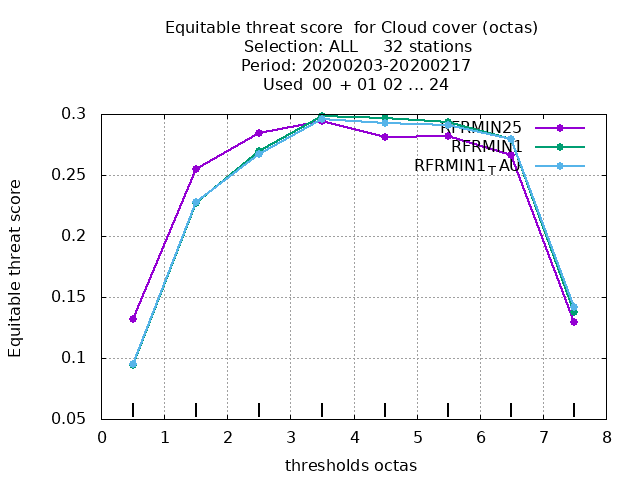 Equitable threat score  for Cloud cover (octas)
Selection: ALL     32 stations
Period: 20200203-20200217
Used  00 + 01 02 ... 24
RFRMIN25
RFRMIN1
RFRMIN1TAU
Equitable threat score
0.3
0.25
0.2
0.15
0.1
0.05
0 1 2 3 4 5 6 7 8
thresholds octas